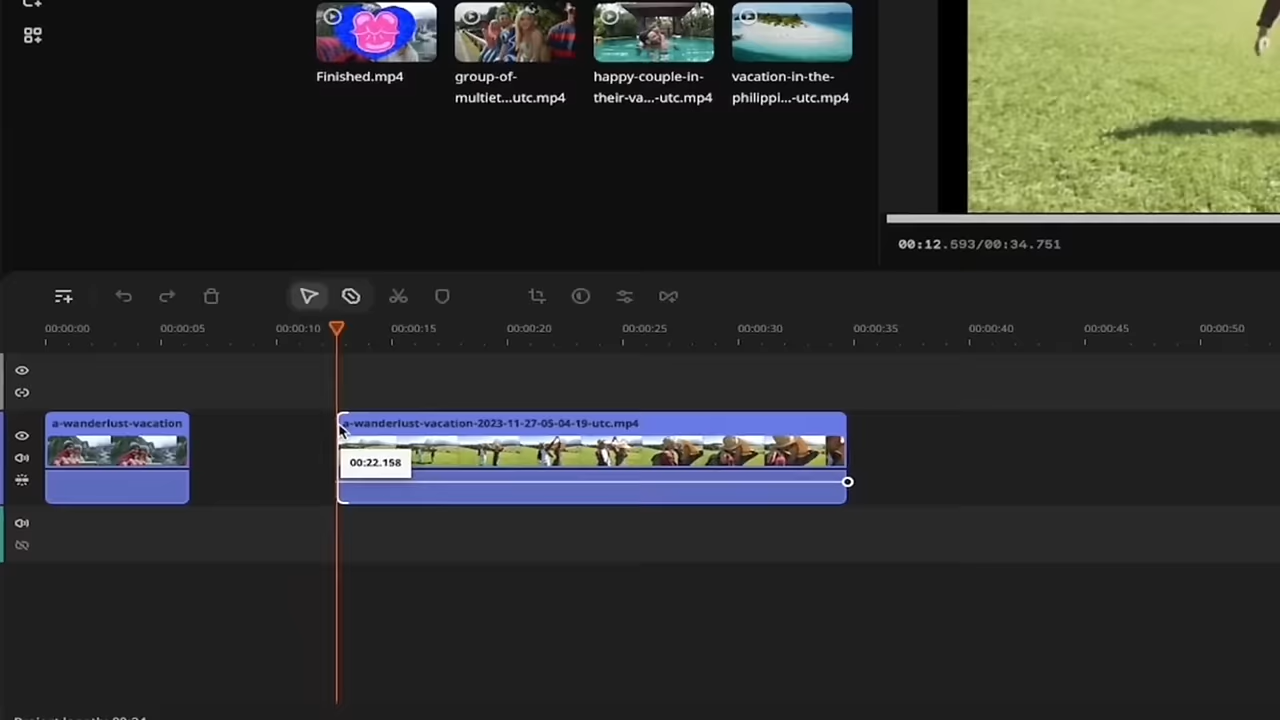 Finished.mp4
group-of-
multiet...utc.mp4
happy-couple-in-
their-va...-utc.mp4
vacation-in-the-
philippi...-utc.mp4
00:12.593/00:34.751
00:00:00
00:00:05
00:00:10
00:00:15
00:00:20
00:00:25
00:00:30
00:00:35
00:00:40
00:00:45
00:00:50
a-wanderlust-vacation
a-wanderlust-vacation-2023-11-27-05-04-19-utc.mp4
00:22.158